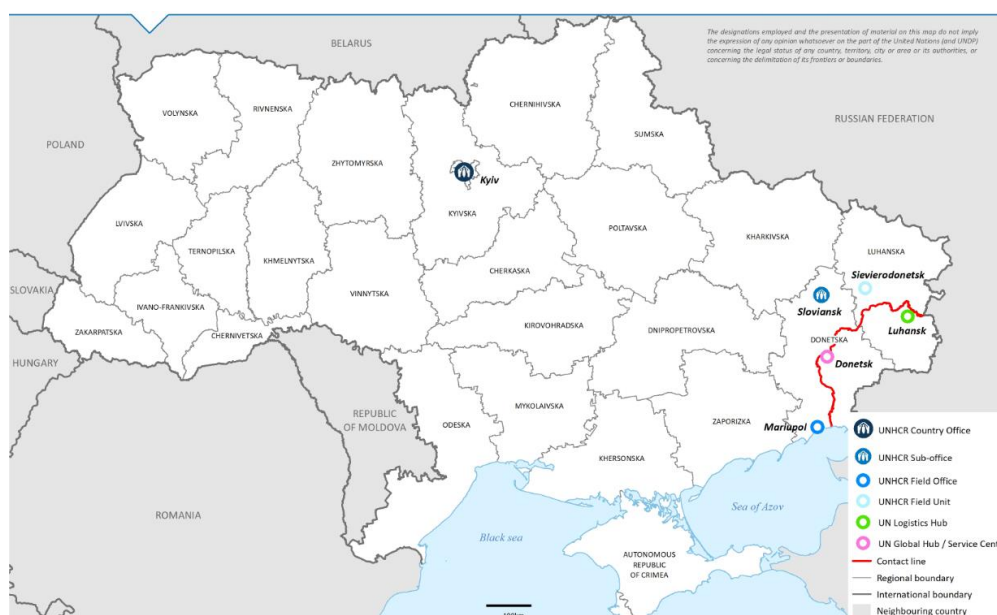 The designations employed and the presentation of material on this map do not imply
the expression of any opinion whatsoever on the part of the United Nations (and UNDP)
concerning the legal status of any country, territory, city or area or its authorities, or
concerning the delimitation of its frontiers or boundaries.
BELARUS
RUSSIAN FEDERATION
POLAND
VOLYNSKA
RIVNENSKA
CHERNIHIVSKA
SUMSKA
ZHYTOMYRSKA
Kyiv
KYIVSKA
LVIVSKA
TERNOPILSKA
KHMELNYTSKA
POLTAVSKA
KHARKIVSKA
LUHANSKA
CHERKASKA
Sievierodonetsk
SLOVAKIA
IVANO-FRANKIVSKA
VINNYTSKA
Sloviansk
ZAKARPATSKA
CHERNIVETSKA
KIROVOHRADSKA
DNIPROPETROVSKA
Luhansk
DONETSKA
HUNGARY
Donetsk
REPUBLIC
OF MOLDOVA
ODESKA
MYKOLAIVSKA
ZAPORIZKA
Mariupol
KHERSONSKA
ROMANIA
Black sea
Sea of Azov
AUTONOMOUS
REPUBLIC
OF CRIMEA
UNHCR Country Office
UNHCR Sub-office
UNHCR Field Office
UNHCR Field Unit
UN Logistics Hub
UN Global Hub / Service Cent
Contact line
Regional boundary
International boundary
Neighbouring country